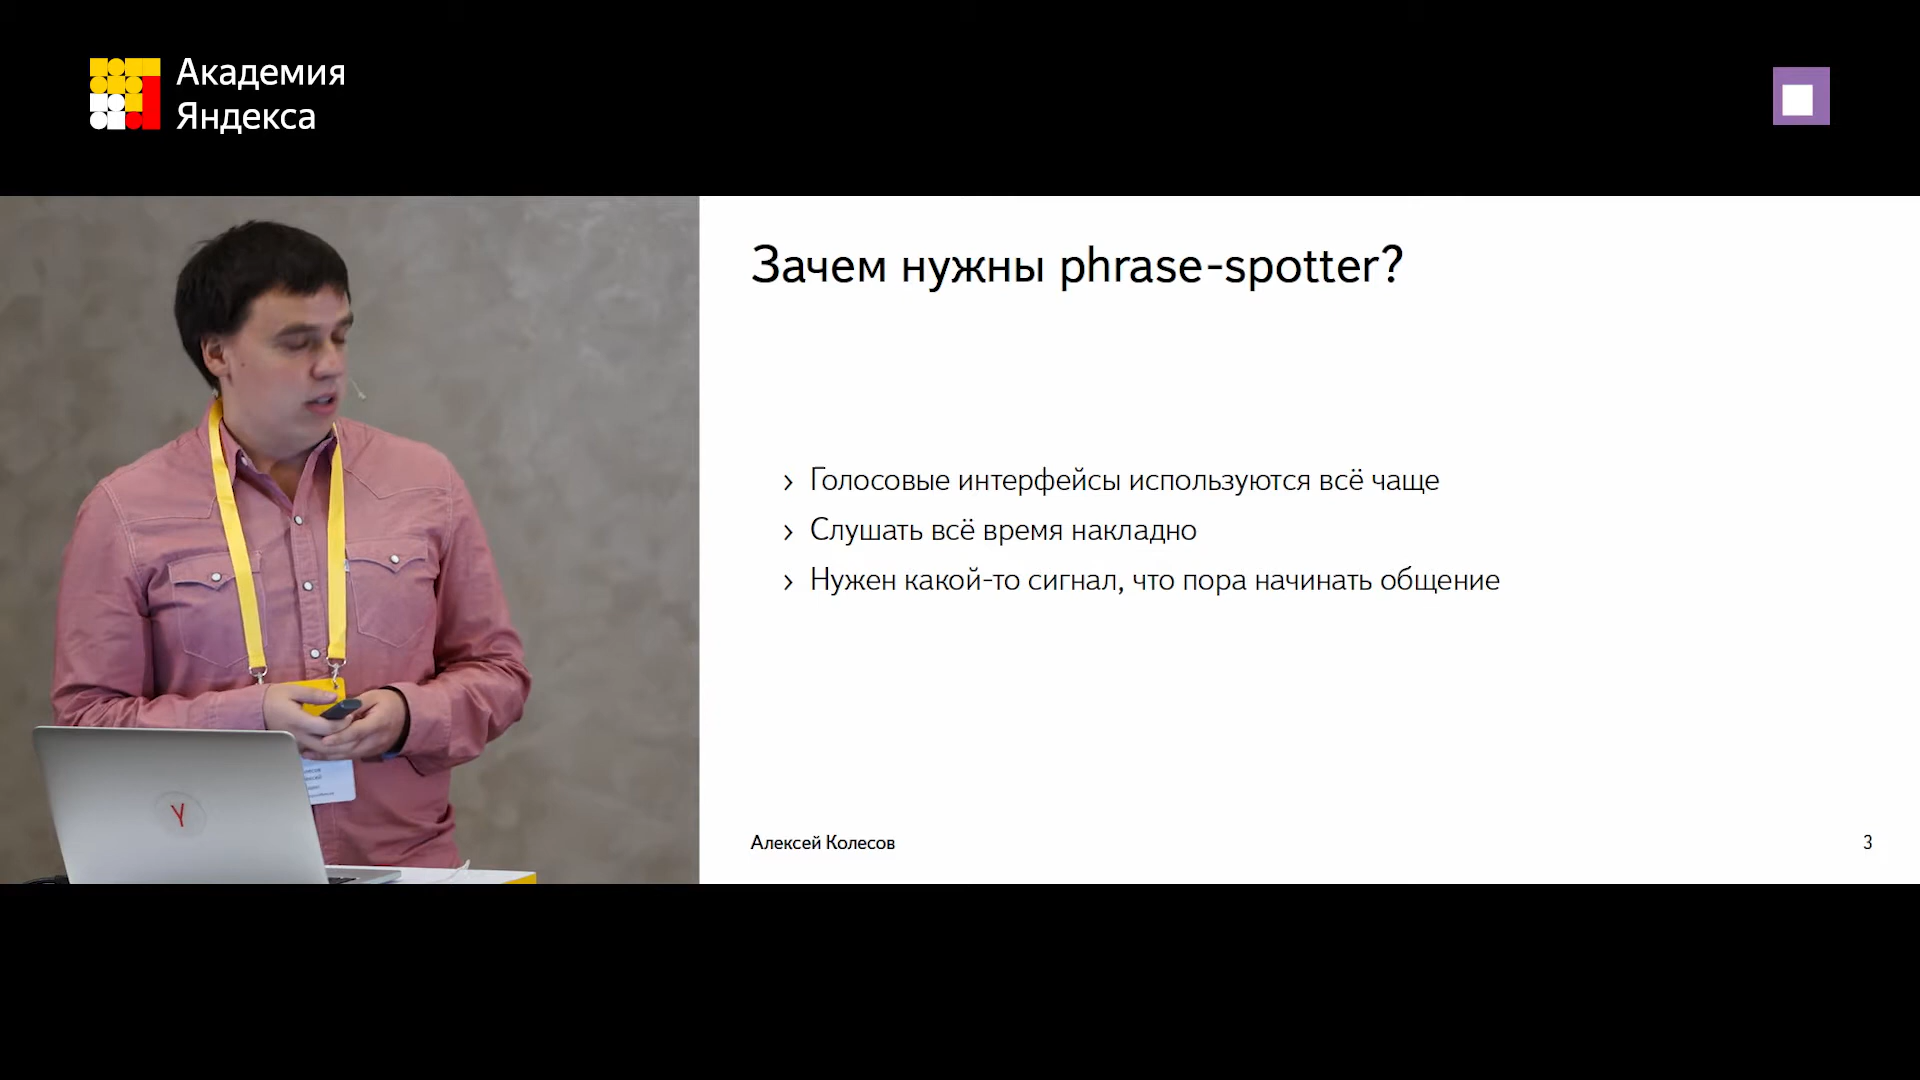 Академия
Яндекса
Зачем нужны phrase-spotter?
› Голосовые интерфейсы используются всё чаще
› Слушать всё время накладно
› Нужен какой-то сигнал, что пора начинать общение
Алексей Колесов
3
Y